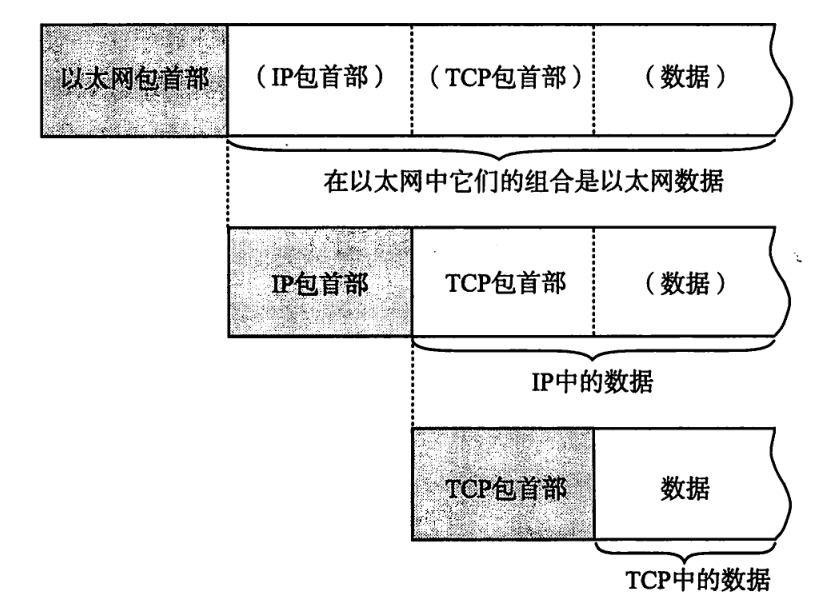 以太网包首部 （IP包首部） （TCP包首部） （数据）
在以太网中它们的组合是以太网数据
IP包首部 TCP包首部 （数据）
IP中的数据
TCP包首部 数据
TCP中的数据